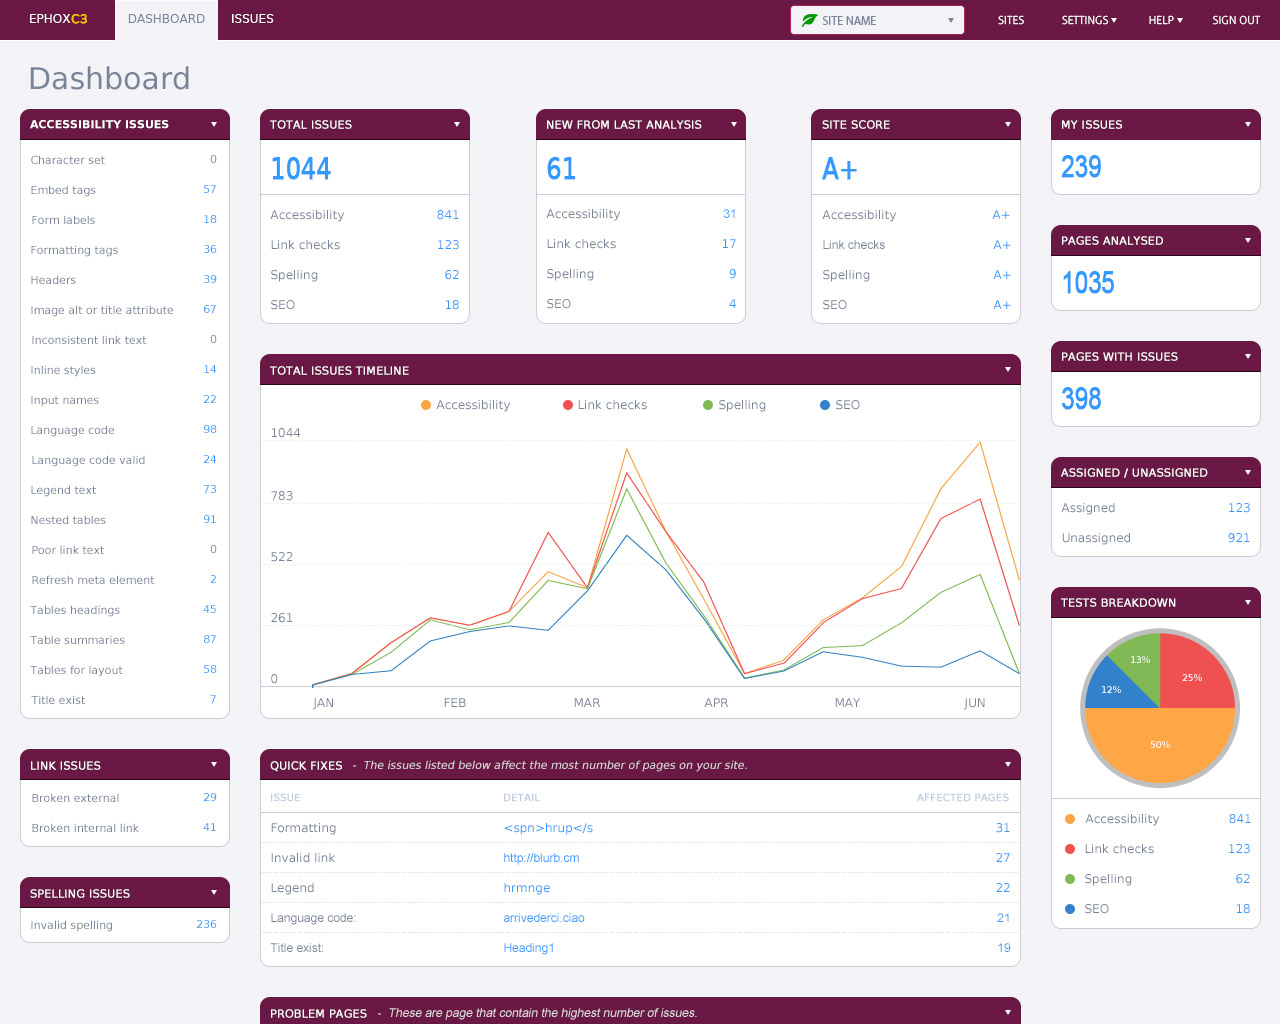 EPHOXC3
DASHBOARD
ISSUES
SITE NAME
SITES
SETTINGS
HELP
SIGN OUT
Dashboard
ACCESSIBILITY ISSUES
Character set 0
Embed tags 57
Form labels 18
Formatting tags 36
Headers 39
Image alt or title attribute 67
Inconsistent link text 0
Inline styles 14
Input names 22
Language code 98
Language code valid 24
Legend text 73
Nested tables 91
Poor link text 0
Refresh meta element 2
Tables headings 45
Table summaries 87
Tables for layout 58
Title exist 7
LINK ISSUES
Broken external 29
Broken internal link 41
SPELLING ISSUES
Invalid spelling 236
TOTAL ISSUES
1044
Accessibility 841
Link checks 123
Spelling 62
SEO 18
NEW FROM LAST ANALYSIS
61
Accessibility 31
Link checks 17
Spelling 9
SEO 4
SITE SCORE
A+
Accessibility A+
Link checks A+
Spelling A+
SEO A+
TOTAL ISSUES TIMELINE
Accessibility Link checks Spelling SEO
1044
783
522
261
0
JAN FEB MAR APR MAY JUN
QUICK FIXES - The issues listed below affect the most number of pages on your site.
ISSUE DETAIL AFFECTED PAGES
Formatting <spn>hrup</s 31
Invalid link http://blurb.cm 27
Legend hrmnge 22
Language code: arrivederci.ciao 21
Title exist: Heading1 19
PROBLEM PAGES - These are page that contain the highest number of issues.
MY ISSUES
239
PAGES ANALYSED
1035
PAGES WITH ISSUES
398
ASSIGNED / UNASSIGNED
Assigned 123
Unassigned 921
TESTS BREAKDOWN
13%
25%
12%
50%
Accessibility 841
Link checks 123
Spelling 62
SEO 18